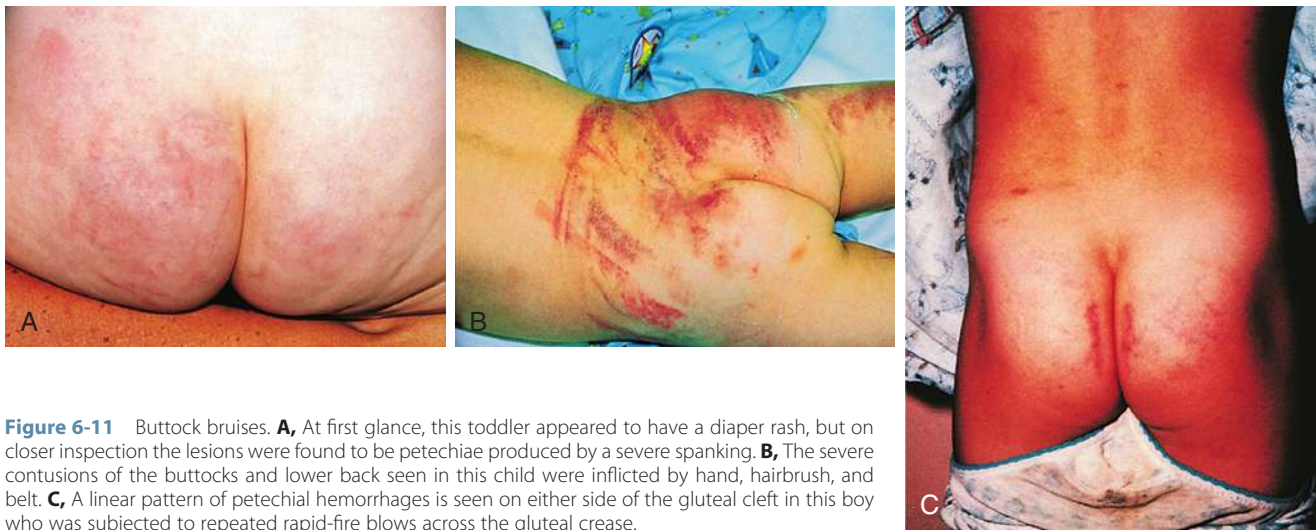 A
B
C
Figure 6-11 Buttock bruises. A, At first glance, this toddler appeared to have a diaper rash, but on
closer inspection the lesions were found to be petechiae produced by a severe spanking. B, The severe
contusions of the buttocks and lower back seen in this child were inflicted by hand, hairbrush, and
belt. C, A linear pattern of petechial hemorrhages is seen on either side of the gluteal cleft in this boy
who was subjected to repeated rapid-fire blows across the gluteal crease.